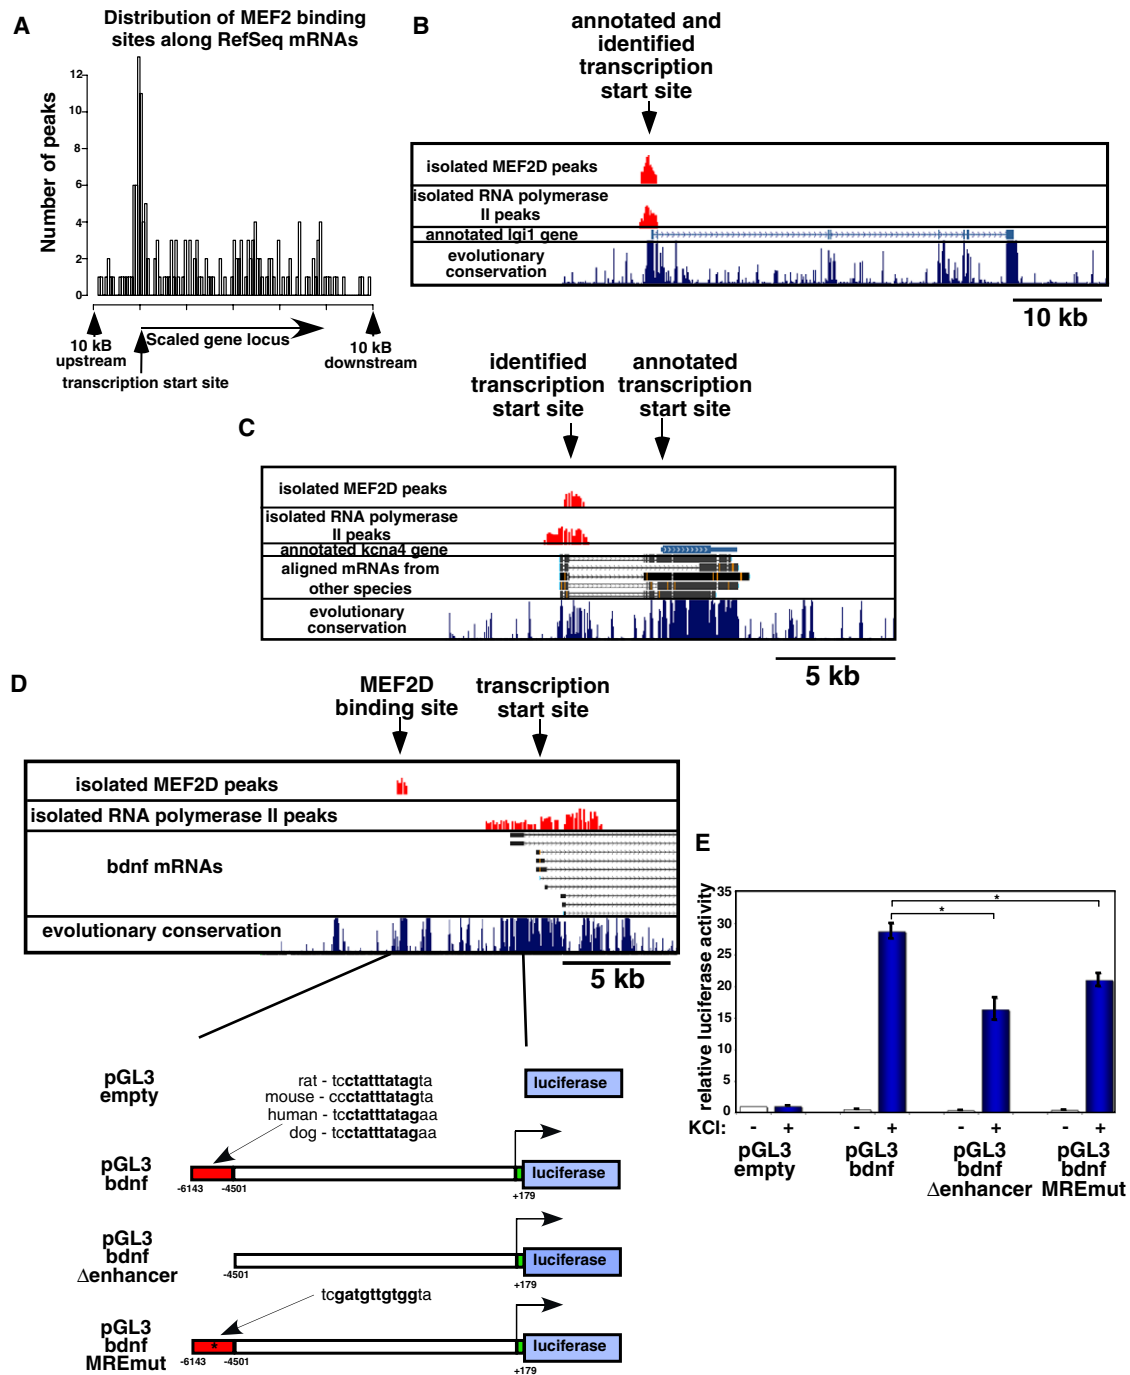 A
Distribution of MEF2 binding
sites along RefSeq mRNAs
Number of peaks
12
10
8
6
4
2
0
10 kB
upstream
Scaled gene locus
10 kB
downstream
transcription start site
B
annotated and
identified
transcription
start site
isolated MEF2D peaks
isolated RNA polymerase
II peaks
annotated lgi1 gene
evolutionary
conservation
10 kb
C
identified
transcription
start site
annotated
transcription
start site
isolated MEF2D peaks
isolated RNA polymerase
II peaks
annotated kcna4 gene
aligned mRNAs from
other species
evolutionary
conservation
5 kb
D
MEF2D
binding site
transcription
start site
isolated MEF2D peaks
isolated RNA polymerase II peaks
bdnf mRNAs
evolutionary conservation
5 kb
pGL3
empty
luciferase
rat - tcctatttatagta
mouse - ccctatttatagta
human - tcctatttatagaa
dog - tcctatttatagaa
pGL3
bdnf
luciferase
-6143
-4501
+179
pGL3
bdnf
Δenhancer
luciferase
-4501
+179
tcgatgttgtggta
pGL3
bdnf
MREmut
*
luciferase
-6143
-4501
+179
E
relative luciferase activity
35
30
25
20
15
10
5
0
*
*
KCl: - + - + - + - +
pGL3
empty
pGL3
bdnf
pGL3
bdnf
Δenhancer
pGL3
bdnf
MREmut